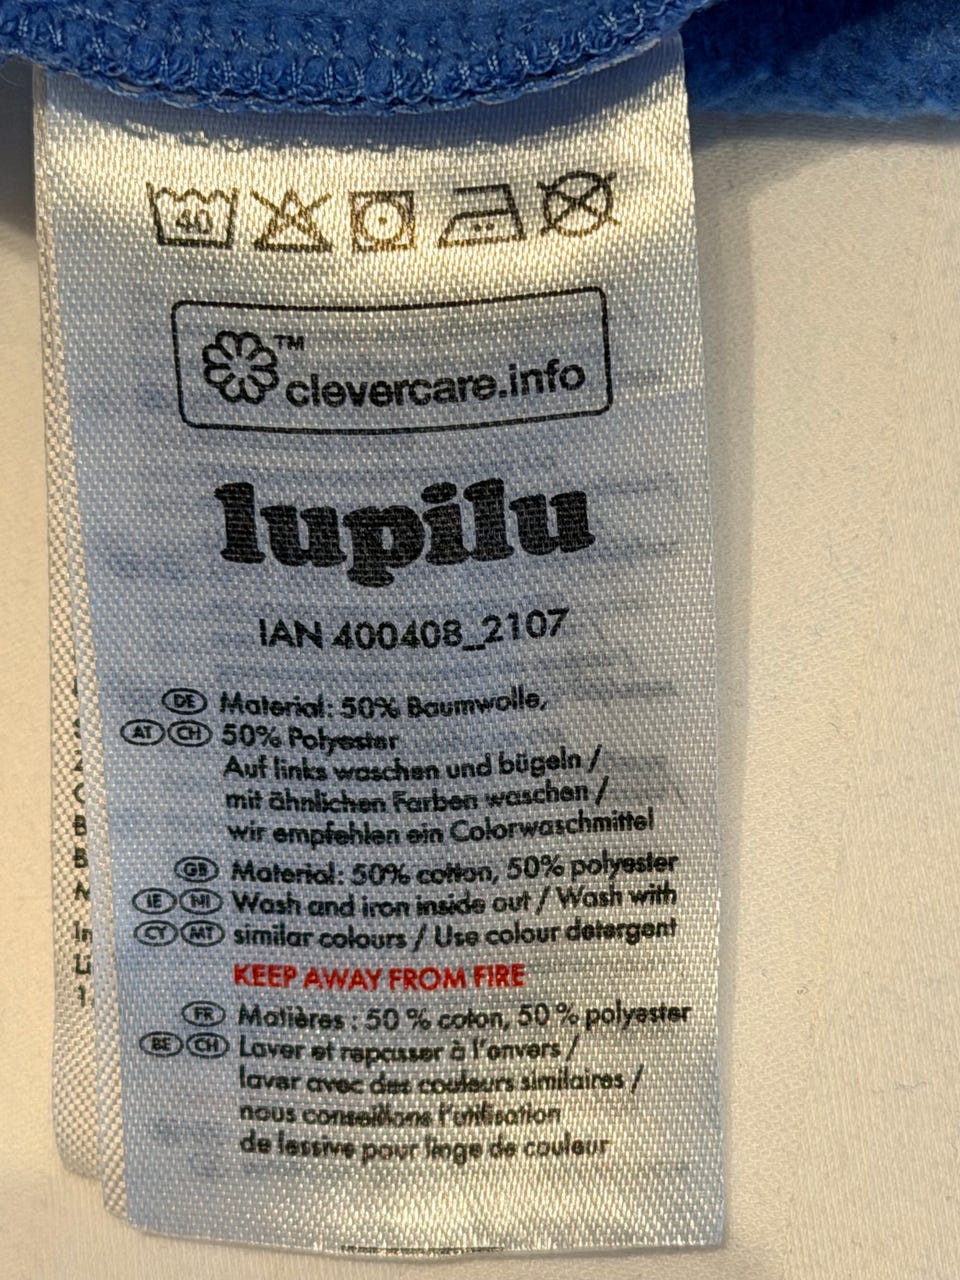 40
™
clevercare.info
lupilu
IAN 400408_2107
DE Material: 50% Baumwolle,
AT CH 50% Polyester
Auf links waschen und bügeln /
mit ähnlichen Farben waschen /
wir empfehlen ein Colorwaschmittel
GB Material: 50% cotton, 50% polyester
IE NI Wash and iron inside out / Wash with
CY MT similar colours / Use colour detergent
KEEP AWAY FROM FIRE
FR Matières : 50 % coton, 50 % polyester
BE CH Laver et repasser à l'envers /
laver avec des couleurs similaires /
nous conseillons l'utilisation
de lessive pour linge de couleur